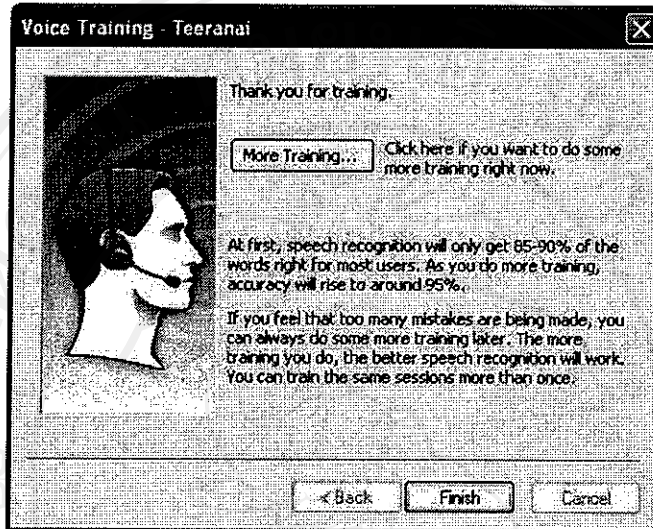 Voice Training - Teeranai
Thank you for training.
More Training...
Click here if you want to do some
more training right now.
At first, speech recognition will only get 85-90% of the
words right for most users. As you do more training,
accuracy will rise to around 95%.
If you feel that too many mistakes are being made, you
can always do some more training later. The more
training you do, the better speech recognition will work.
You can train the same sessions more than once.
< Back
Finish
Cancel